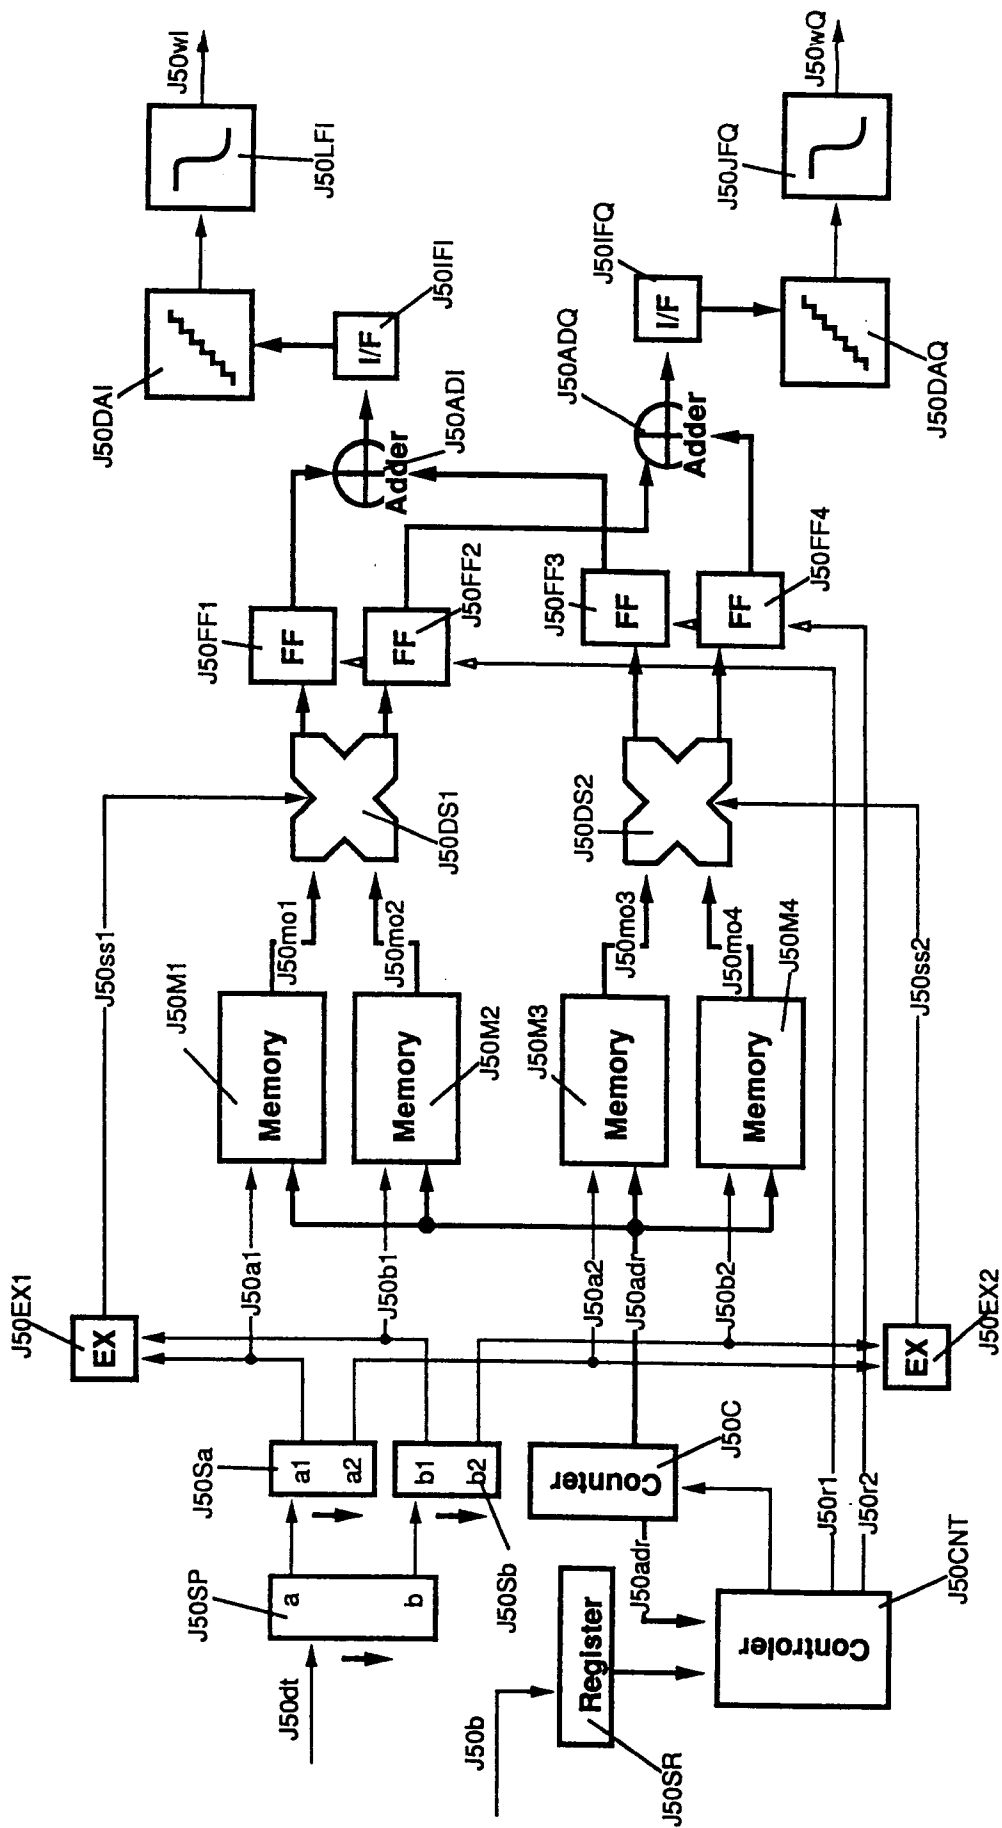 J50dt
J50SP
a
b
J50Sa
a1
a2
b1
b2
J50Sb
J50b
Register
J50SR
J50adr
Counter
J50C
Controler
J50CNT
J50r1
J50r2
J50EX1
EX
J50a1
J50b1
J50a2
J50adr
J50b2
EX
J50EX2
J50ss1
J50M1
Memory
J50mo1
Memory
J50mo2
J50M2
J50M3
Memory
J50mo3
Memory
J50mo4
J50M4
J50ss2
J50DS1
J50DS2
J50FF1
FF
FF
J50FF2
J50FF3
FF
FF
J50FF4
Adder
J50ADI
J50ADQ
Adder
J50DAI
I/F
J50IFI
J50IFQ
I/F
J50DAQ
J50wI
J50LFI
J50JFQ
J50wQ